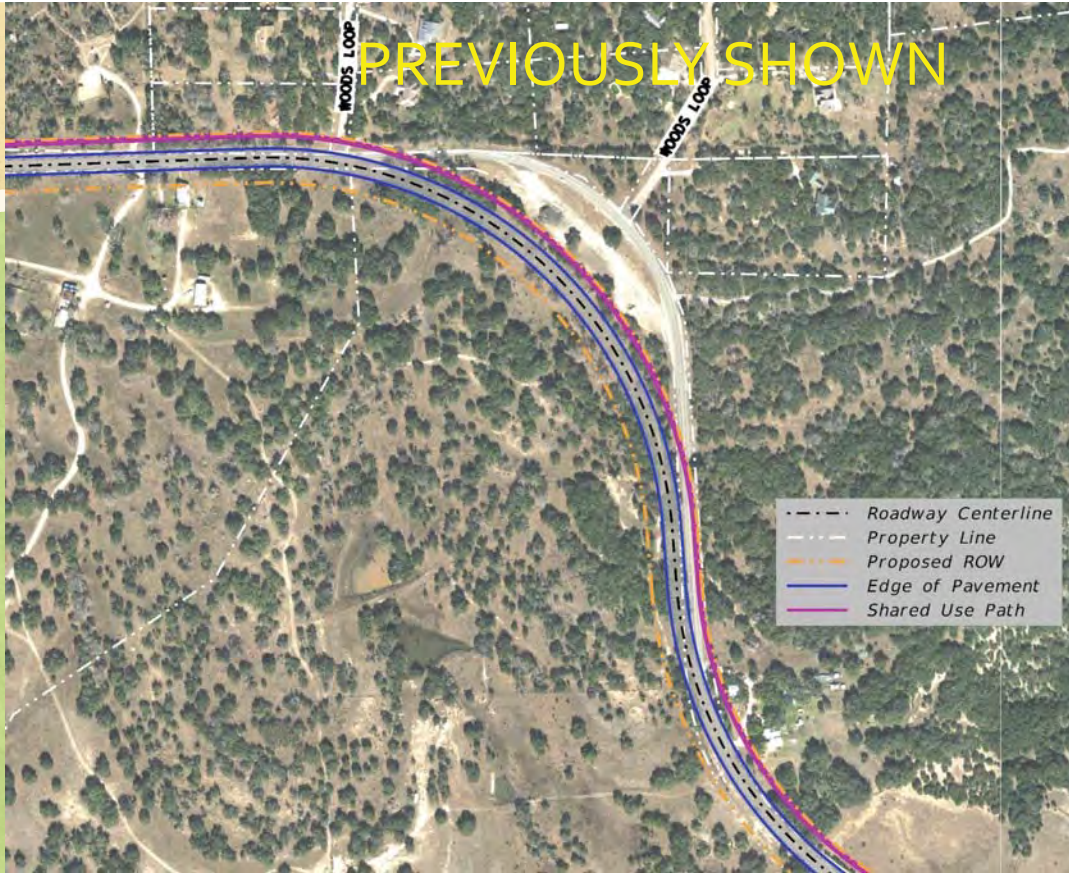 PREVIOUSLY SHOWN
WOODS LOOP
WOODS LOOP
Roadway Centerline
Property Line
Proposed ROW
Edge of Pavement
Shared Use Path